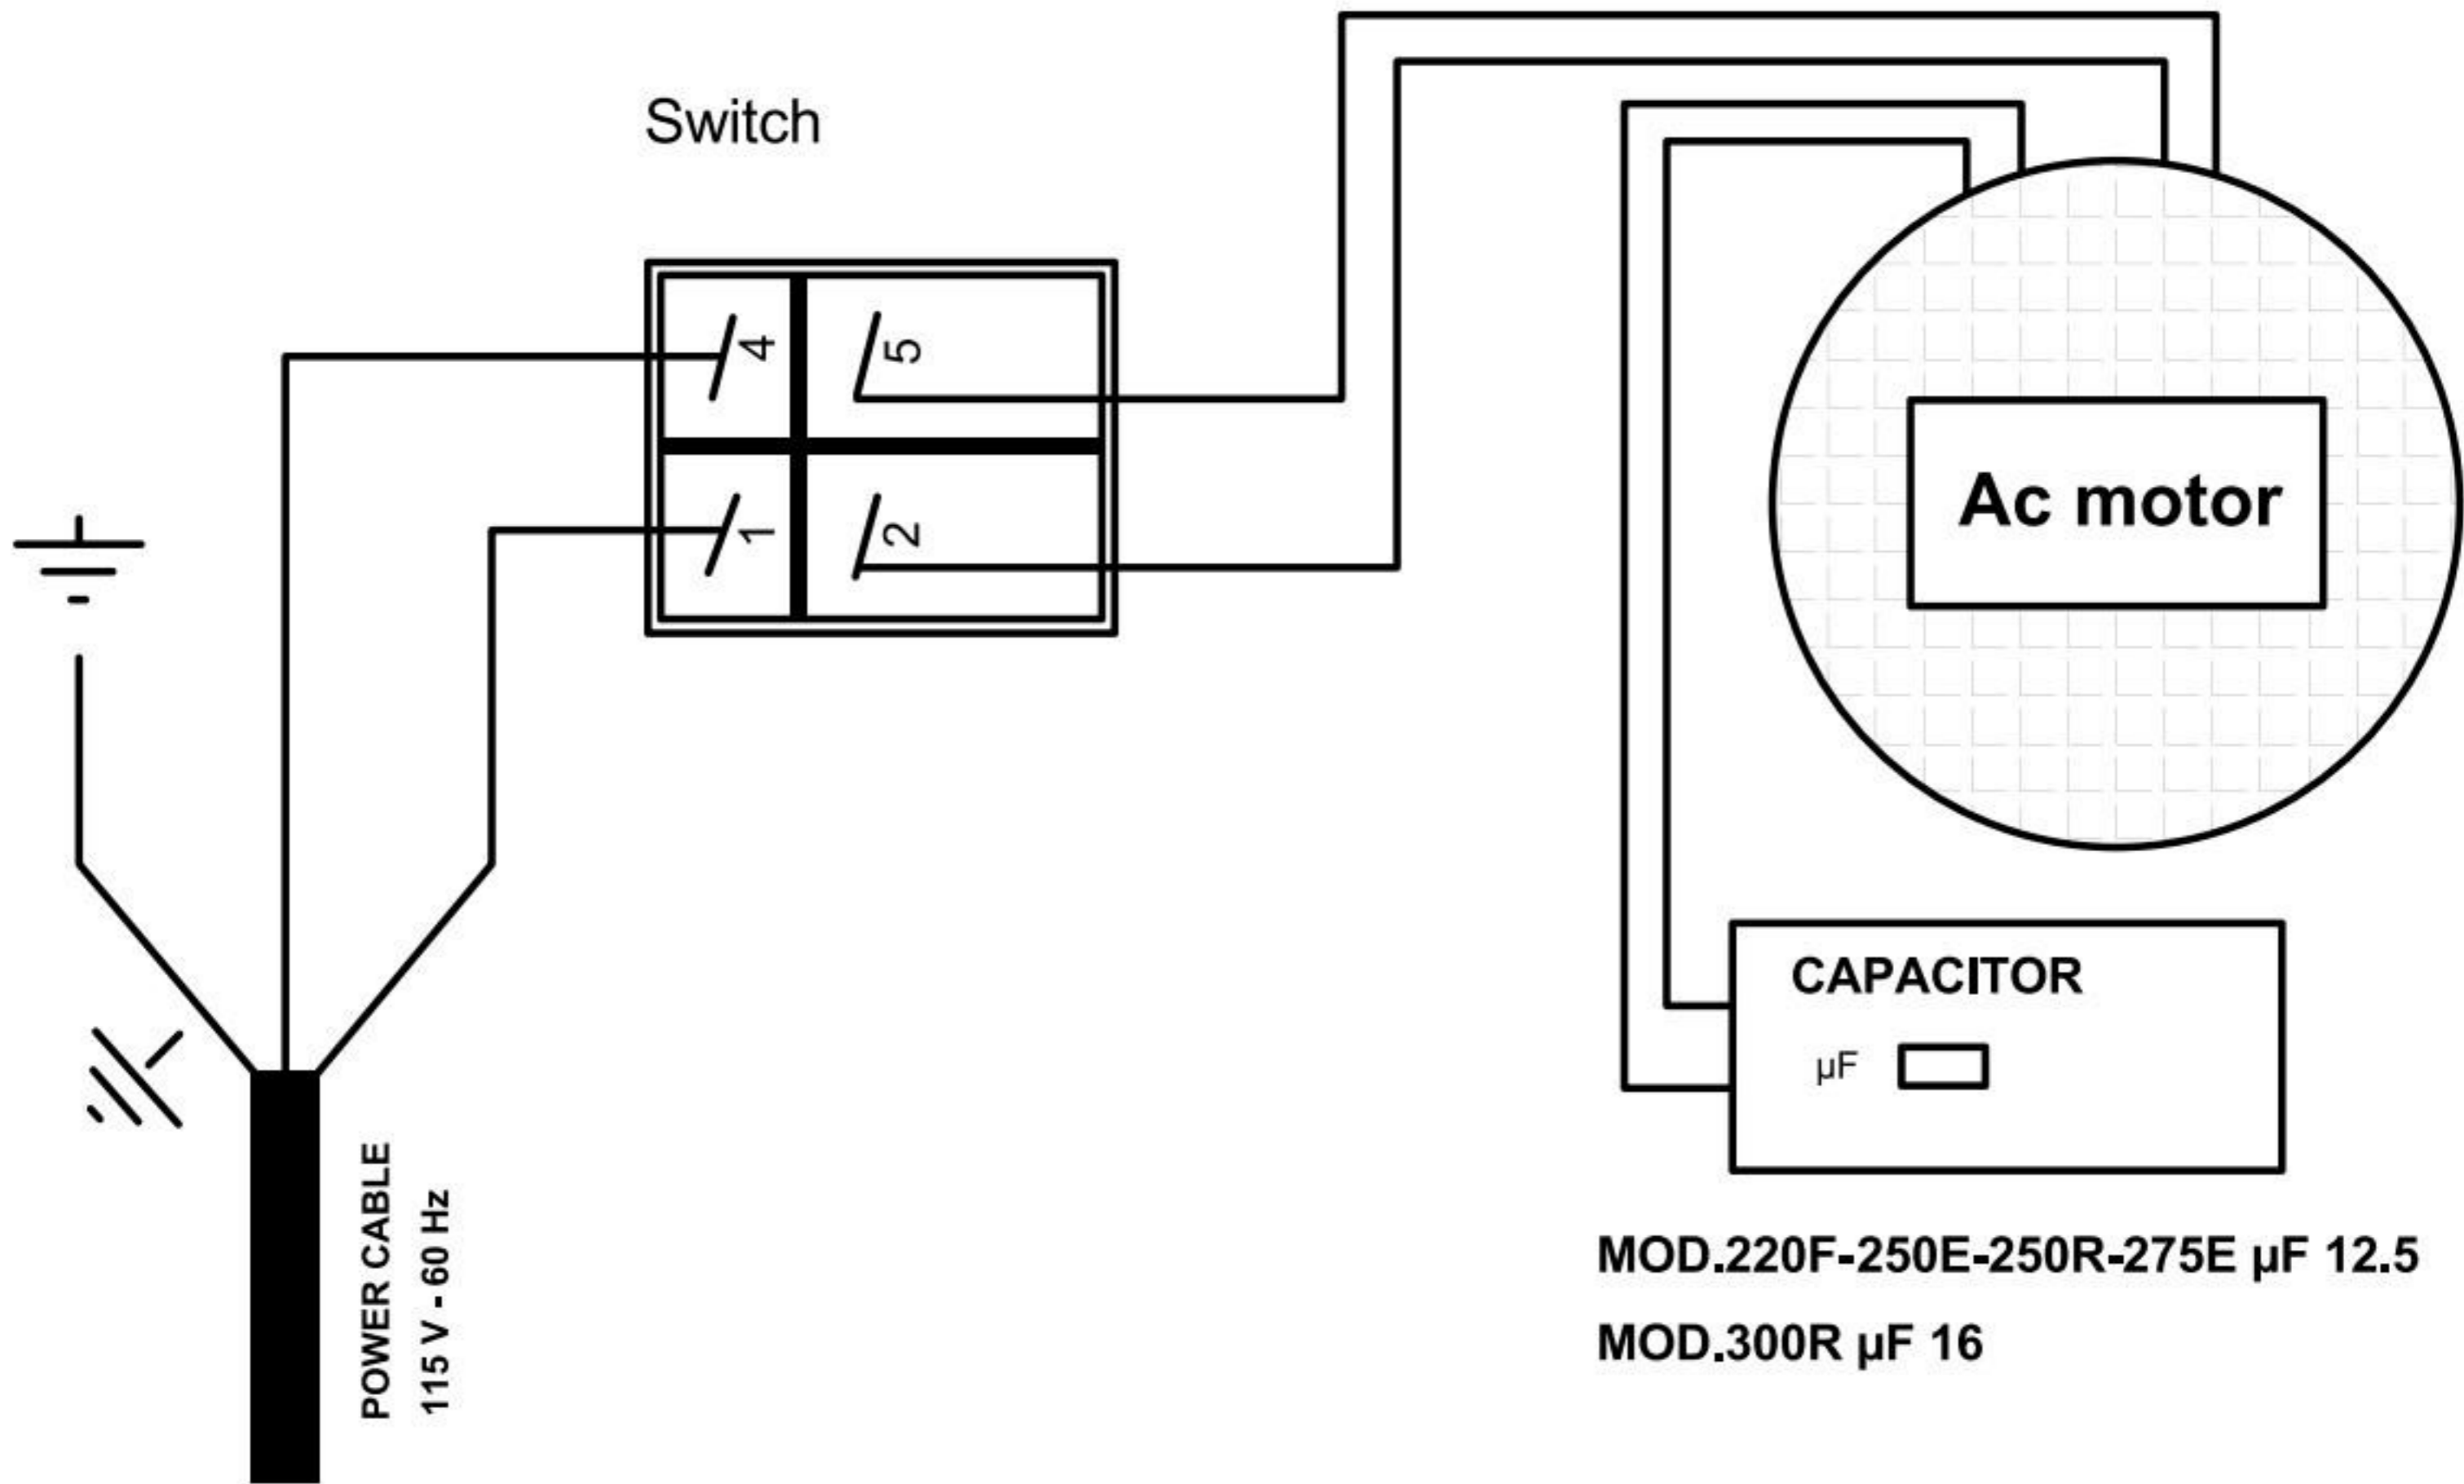 Switch
4
5
1
2
Ac motor
CAPACITOR
µF
POWER CABLE
115 V - 60 Hz
MOD.220F-250E-250R-275E µF 12.5
MOD.300R µF 16